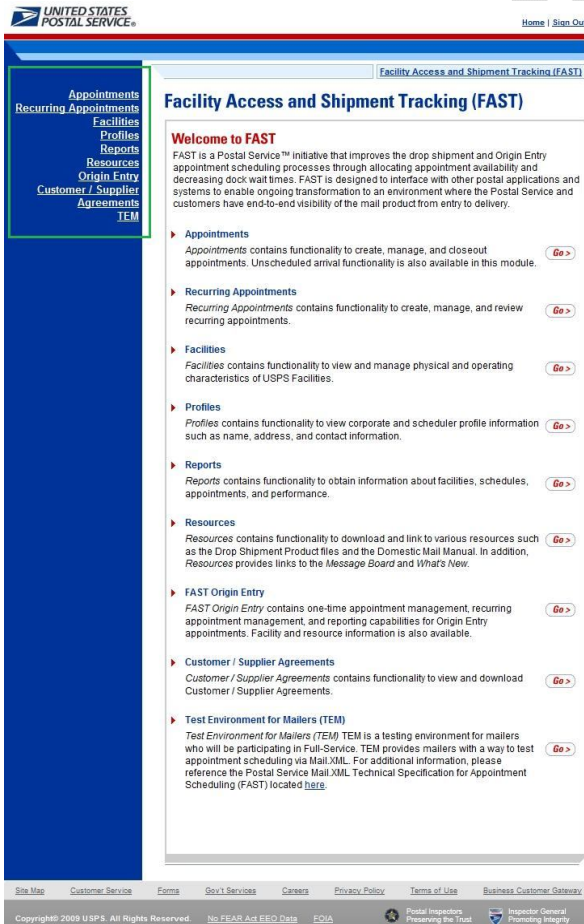 UNITED STATES
POSTAL SERVICE®
Home | Sign Out
Facility Access and Shipment Tracking (FAST)
Appointments
Recurring Appointments
Facilities
Profiles
Reports
Resources
Origin Entry
Customer / Supplier
Agreements
TEM
Facility Access and Shipment Tracking (FAST)
Welcome to FAST
FAST is a Postal Service™ initiative that improves the drop shipment and Origin Entry
appointment scheduling processes through allocating appointment availability and
decreasing dock wait times. FAST is designed to interface with other postal applications and
systems to enable ongoing transformation to an environment where the Postal Service and
customers have end-to-end visibility of the mail product from entry to delivery.
Appointments
Appointments contains functionality to create, manage, and closeout
appointments. Unscheduled arrival functionality is also available in this module.
Go >
Recurring Appointments
Recurring Appointments contains functionality to create, manage, and review
recurring appointments.
Go >
Facilities
Facilities contains functionality to view and manage physical and operating
characteristics of USPS Facilities.
Go >
Profiles
Profiles contains functionality to view corporate and scheduler profile information
such as name, address, and contact information.
Go >
Reports
Reports contains functionality to obtain information about facilities, schedules,
appointments, and performance.
Go >
Resources
Resources contains functionality to download and link to various resources such
as the Drop Shipment Product files and the Domestic Mail Manual. In addition,
Resources provides links to the Message Board and What's New.
Go >
FAST Origin Entry
FAST Origin Entry contains one-time appointment management, recurring
appointment management, and reporting capabilities for Origin Entry
appointments. Facility and resource information is also available.
Go >
Customer / Supplier Agreements
Customer / Supplier Agreements contains functionality to view and download
Customer / Supplier Agreements.
Go >
Test Environment for Mailers (TEM)
Test Environment for Mailers (TEM) TEM is a testing environment for mailers
who will be participating in Full-Service. TEM provides mailers with a way to test
appointment scheduling via Mail.XML. For additional information, please
reference the Postal Service Mail.XML Technical Specification for Appointment
Scheduling (FAST) located here.
Go >
Site Map Customer Service Forms Gov't Services Careers Privacy Policy Terms of Use Business Customer Gateway
Copyright© 2009 USPS. All Rights Reserved. No FEAR Act EEO Data FOIA
Postal Inspectors
Preserving the Trust
Inspector General
Promoting Integrity